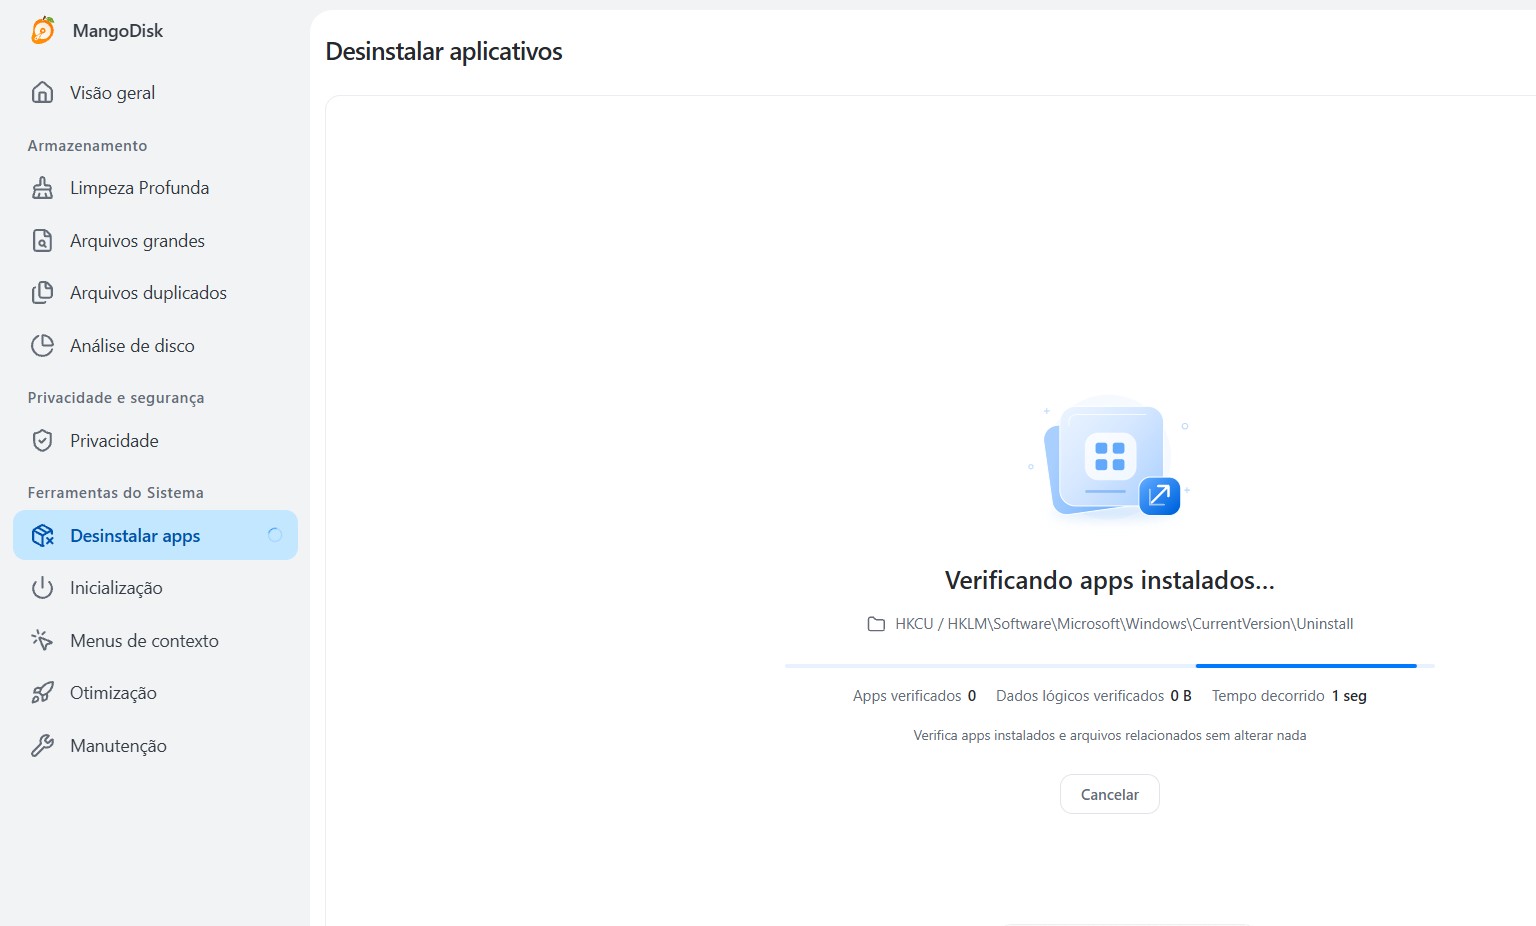 MangoDisk
Visão geral
Armazenamento
Limpeza Profunda
Arquivos grandes
Arquivos duplicados
Análise de disco
Privacidade e segurança
Privacidade
Ferramentas do Sistema
Desinstalar apps
Inicialização
Menus de contexto
Otimização
Manutenção
Desinstalar aplicativos
Verificando apps instalados...
HKCU / HKLM\Software\Microsoft\Windows\CurrentVersion\Uninstall
Apps verificados 0 Dados lógicos verificados 0 B Tempo decorrido 1 seg
Verifica apps instalados e arquivos relacionados sem alterar nada
Cancelar